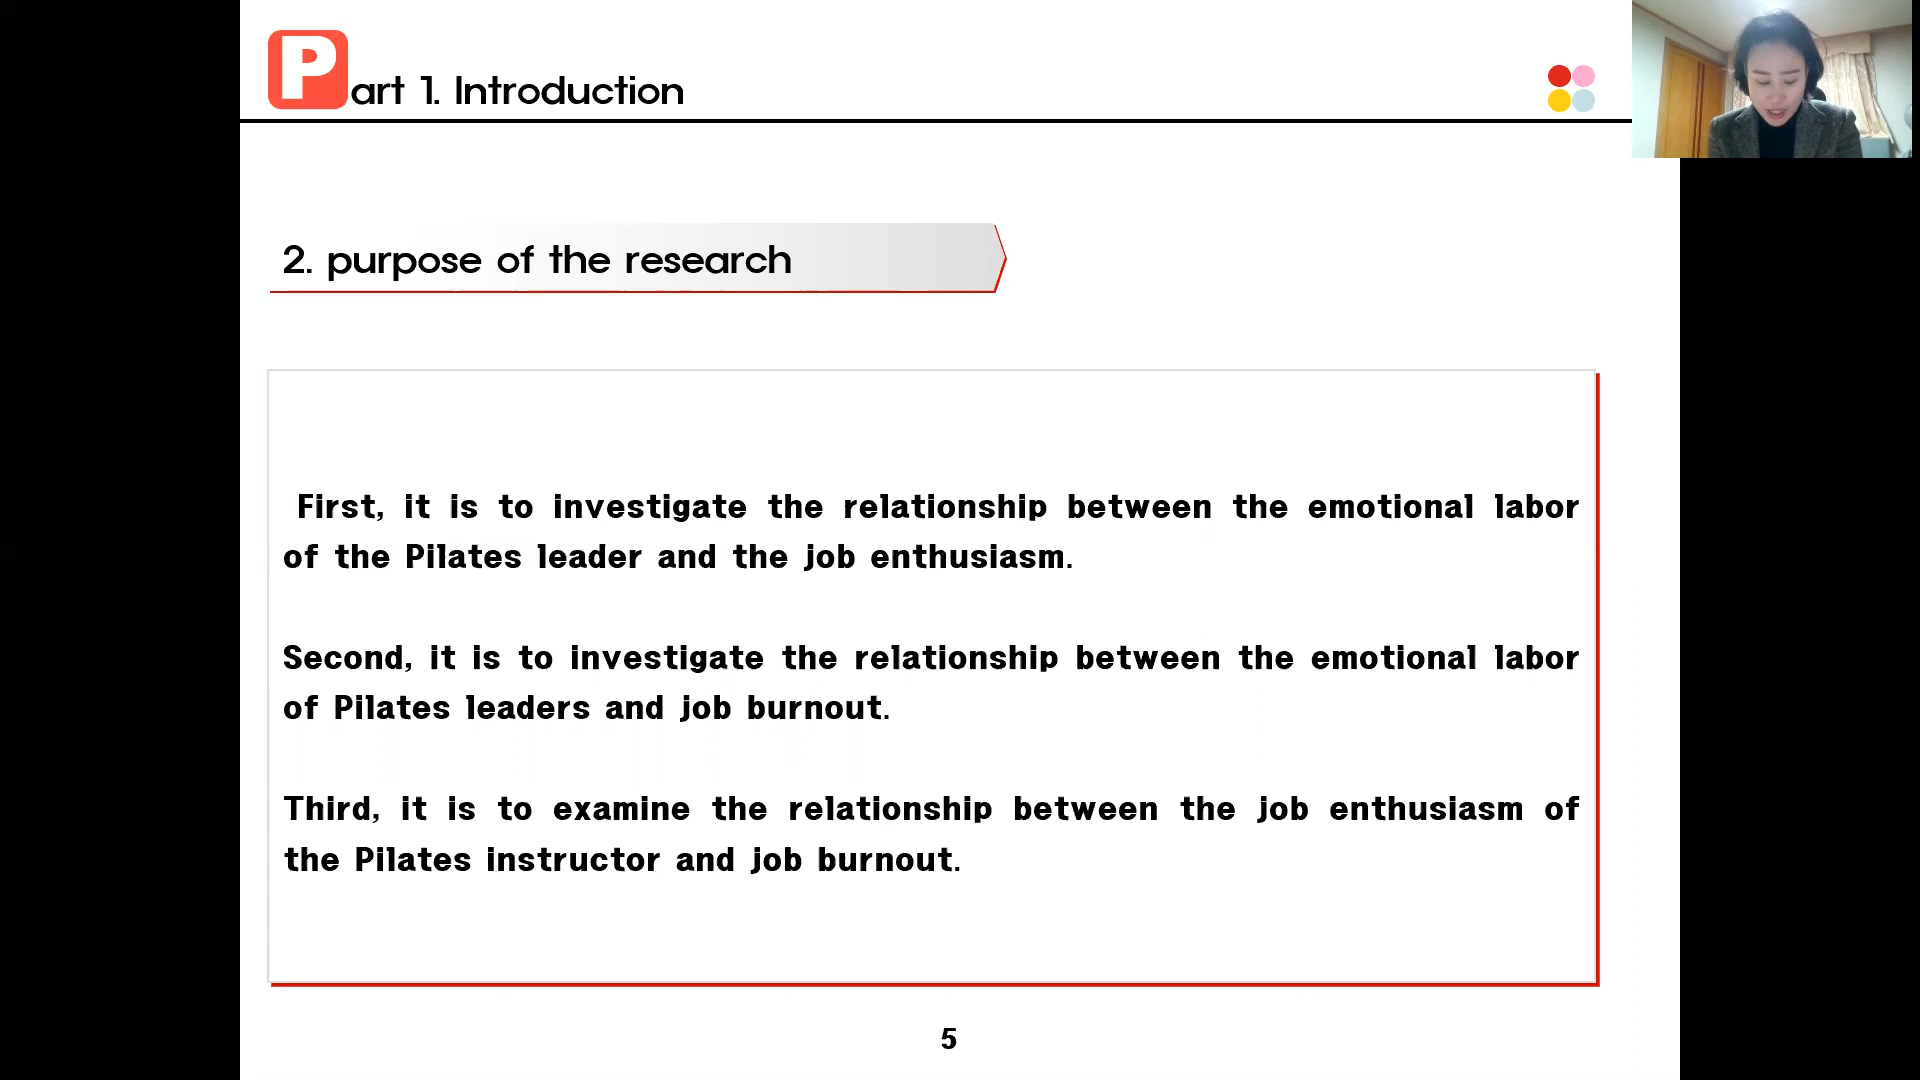 Part 1. Introduction
2. purpose of the research
First, it is to investigate the relationship between the emotional labor
of the Pilates leader and the job enthusiasm.
Second, it is to investigate the relationship between the emotional labor
of Pilates leaders and job burnout.
Third, it is to examine the relationship between the job enthusiasm of
the Pilates instructor and job burnout.
5